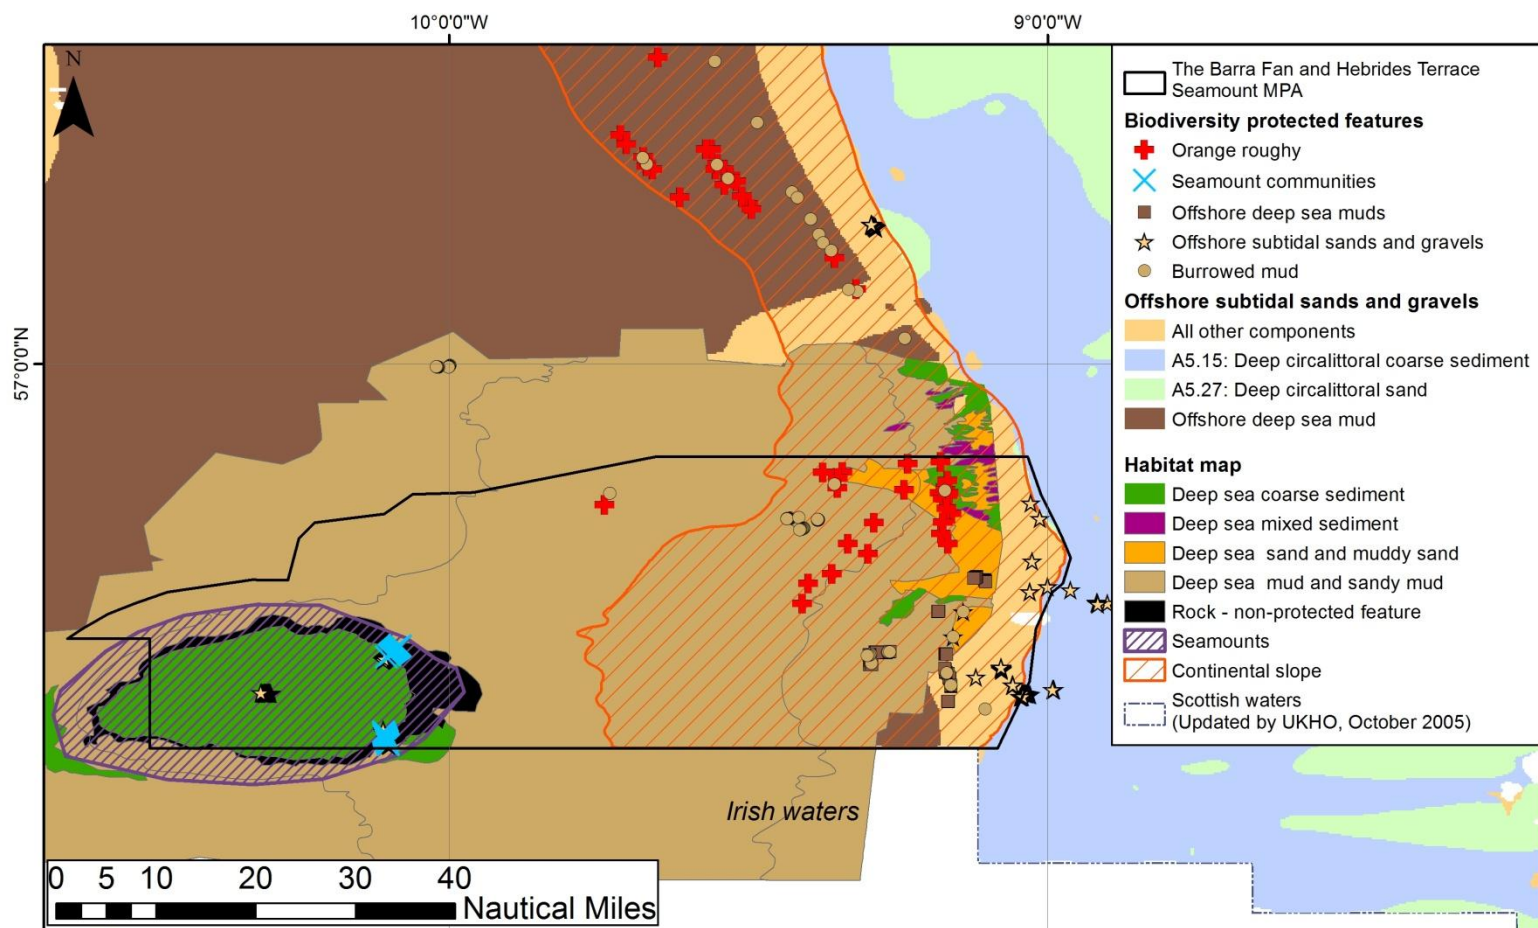 10°0'0"W
9°0'0"W
N
57°0'0"N
The Barra Fan and Hebrides Terrace
Seamount MPA
Biodiversity protected features
Orange roughy
Seamount communities
Offshore deep sea muds
Offshore subtidal sands and gravels
Burrowed mud
Offshore subtidal sands and gravels
All other components
A5.15: Deep circalittoral coarse sediment
A5.27: Deep circalittoral sand
Offshore deep sea mud
Habitat map
Deep sea coarse sediment
Deep sea mixed sediment
Deep sea sand and muddy sand
Deep sea mud and sandy mud
Rock - non-protected feature
Seamounts
Continental slope
Scottish waters
(Updated by UKHO, October 2005)
Irish waters
0 5 10 20 30 40
Nautical Miles